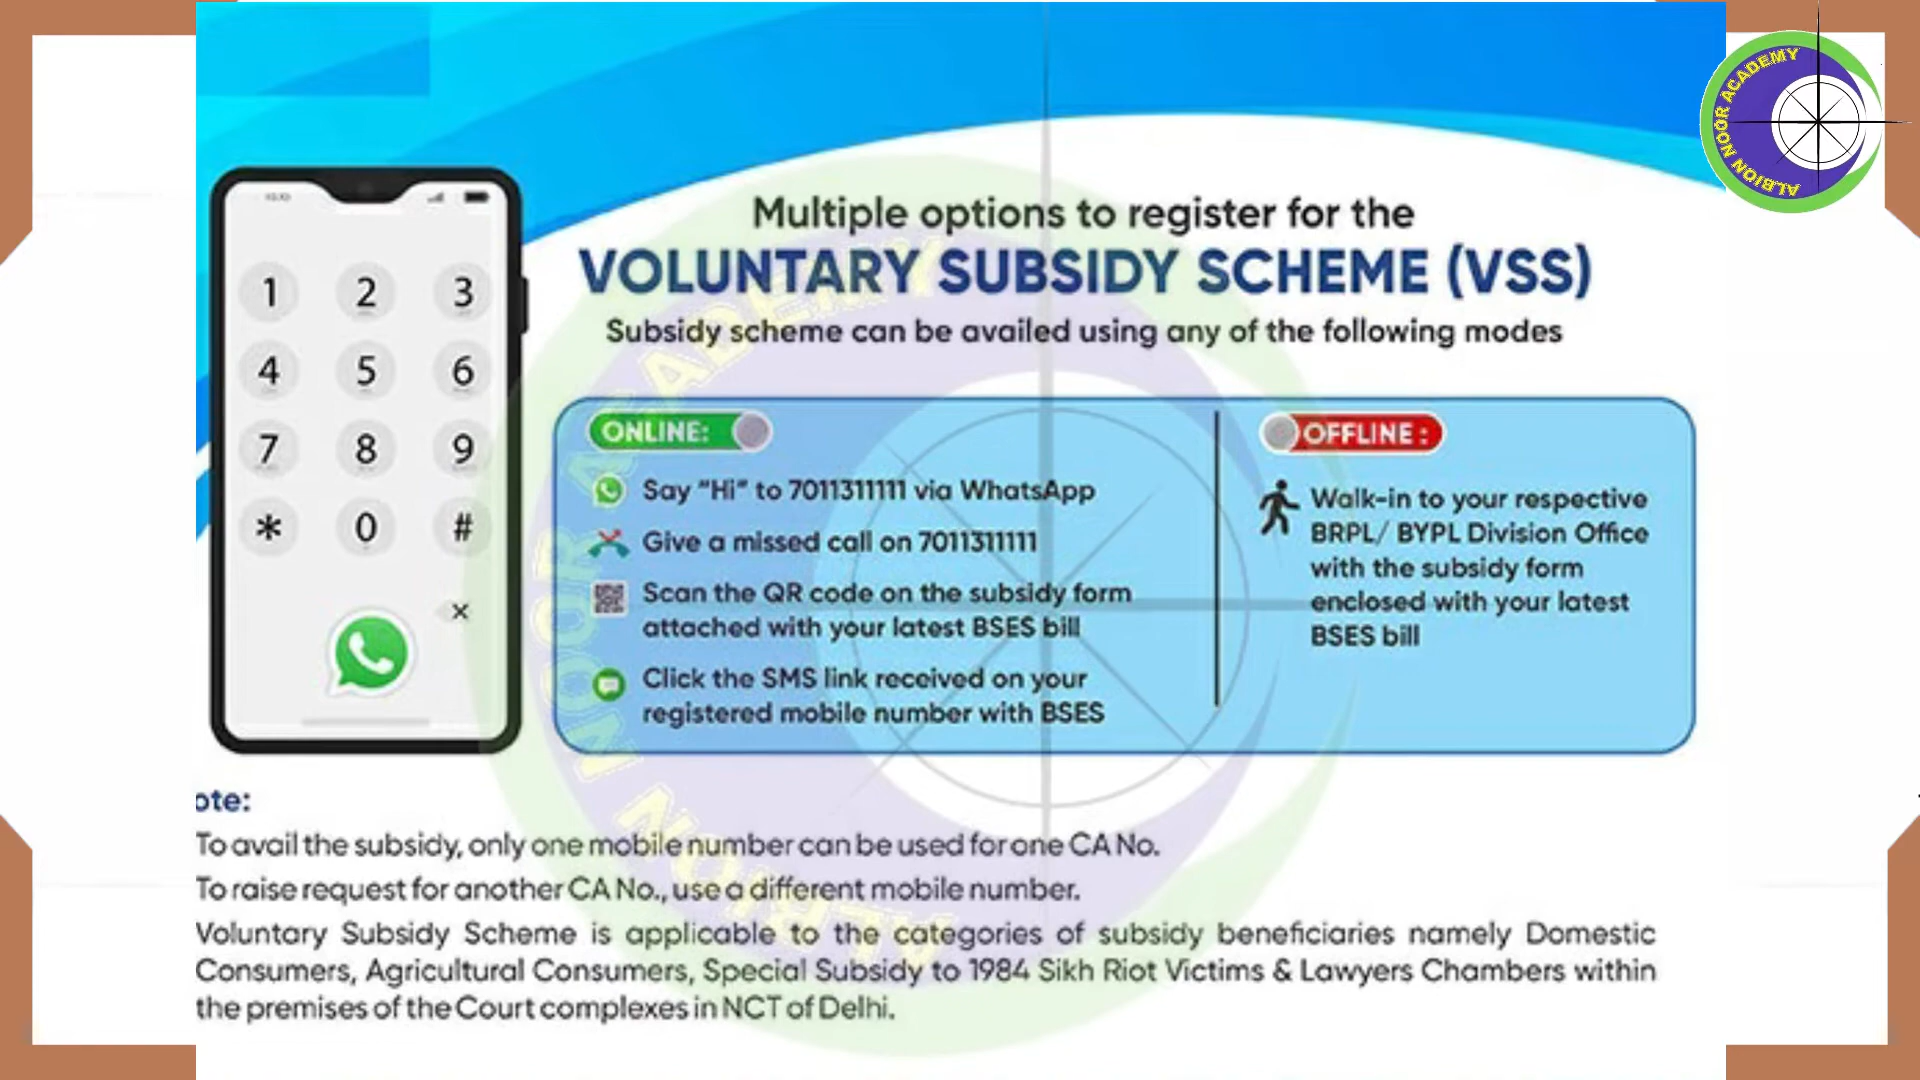 ALBION NOOR ACADEMY
Multiple options to register for the
VOLUNTARY SUBSIDY SCHEME (VSS)
Subsidy scheme can be availed using any of the following modes
1 2 3
4 5 6
7 8 9
* 0 #
×
ONLINE:
Say “Hi” to 7011311111 via WhatsApp
Give a missed call on 7011311111
Scan the QR code on the subsidy form
attached with your latest BSES bill
Click the SMS link received on your
registered mobile number with BSES
OFFLINE :
Walk-in to your respective
BRPL/ BYPL Division Office
with the subsidy form
enclosed with your latest
BSES bill
ote:
To avail the subsidy, only one mobile number can be used for one CA No.
To raise request for another CA No., use a different mobile number.
Voluntary Subsidy Scheme is applicable to the categories of subsidy beneficiaries namely Domestic
Consumers, Agricultural Consumers, Special Subsidy to 1984 Sikh Riot Victims & Lawyers Chambers within
the premises of the Court complexes in NCT of Delhi.
ALBION NOOR ACADEMY